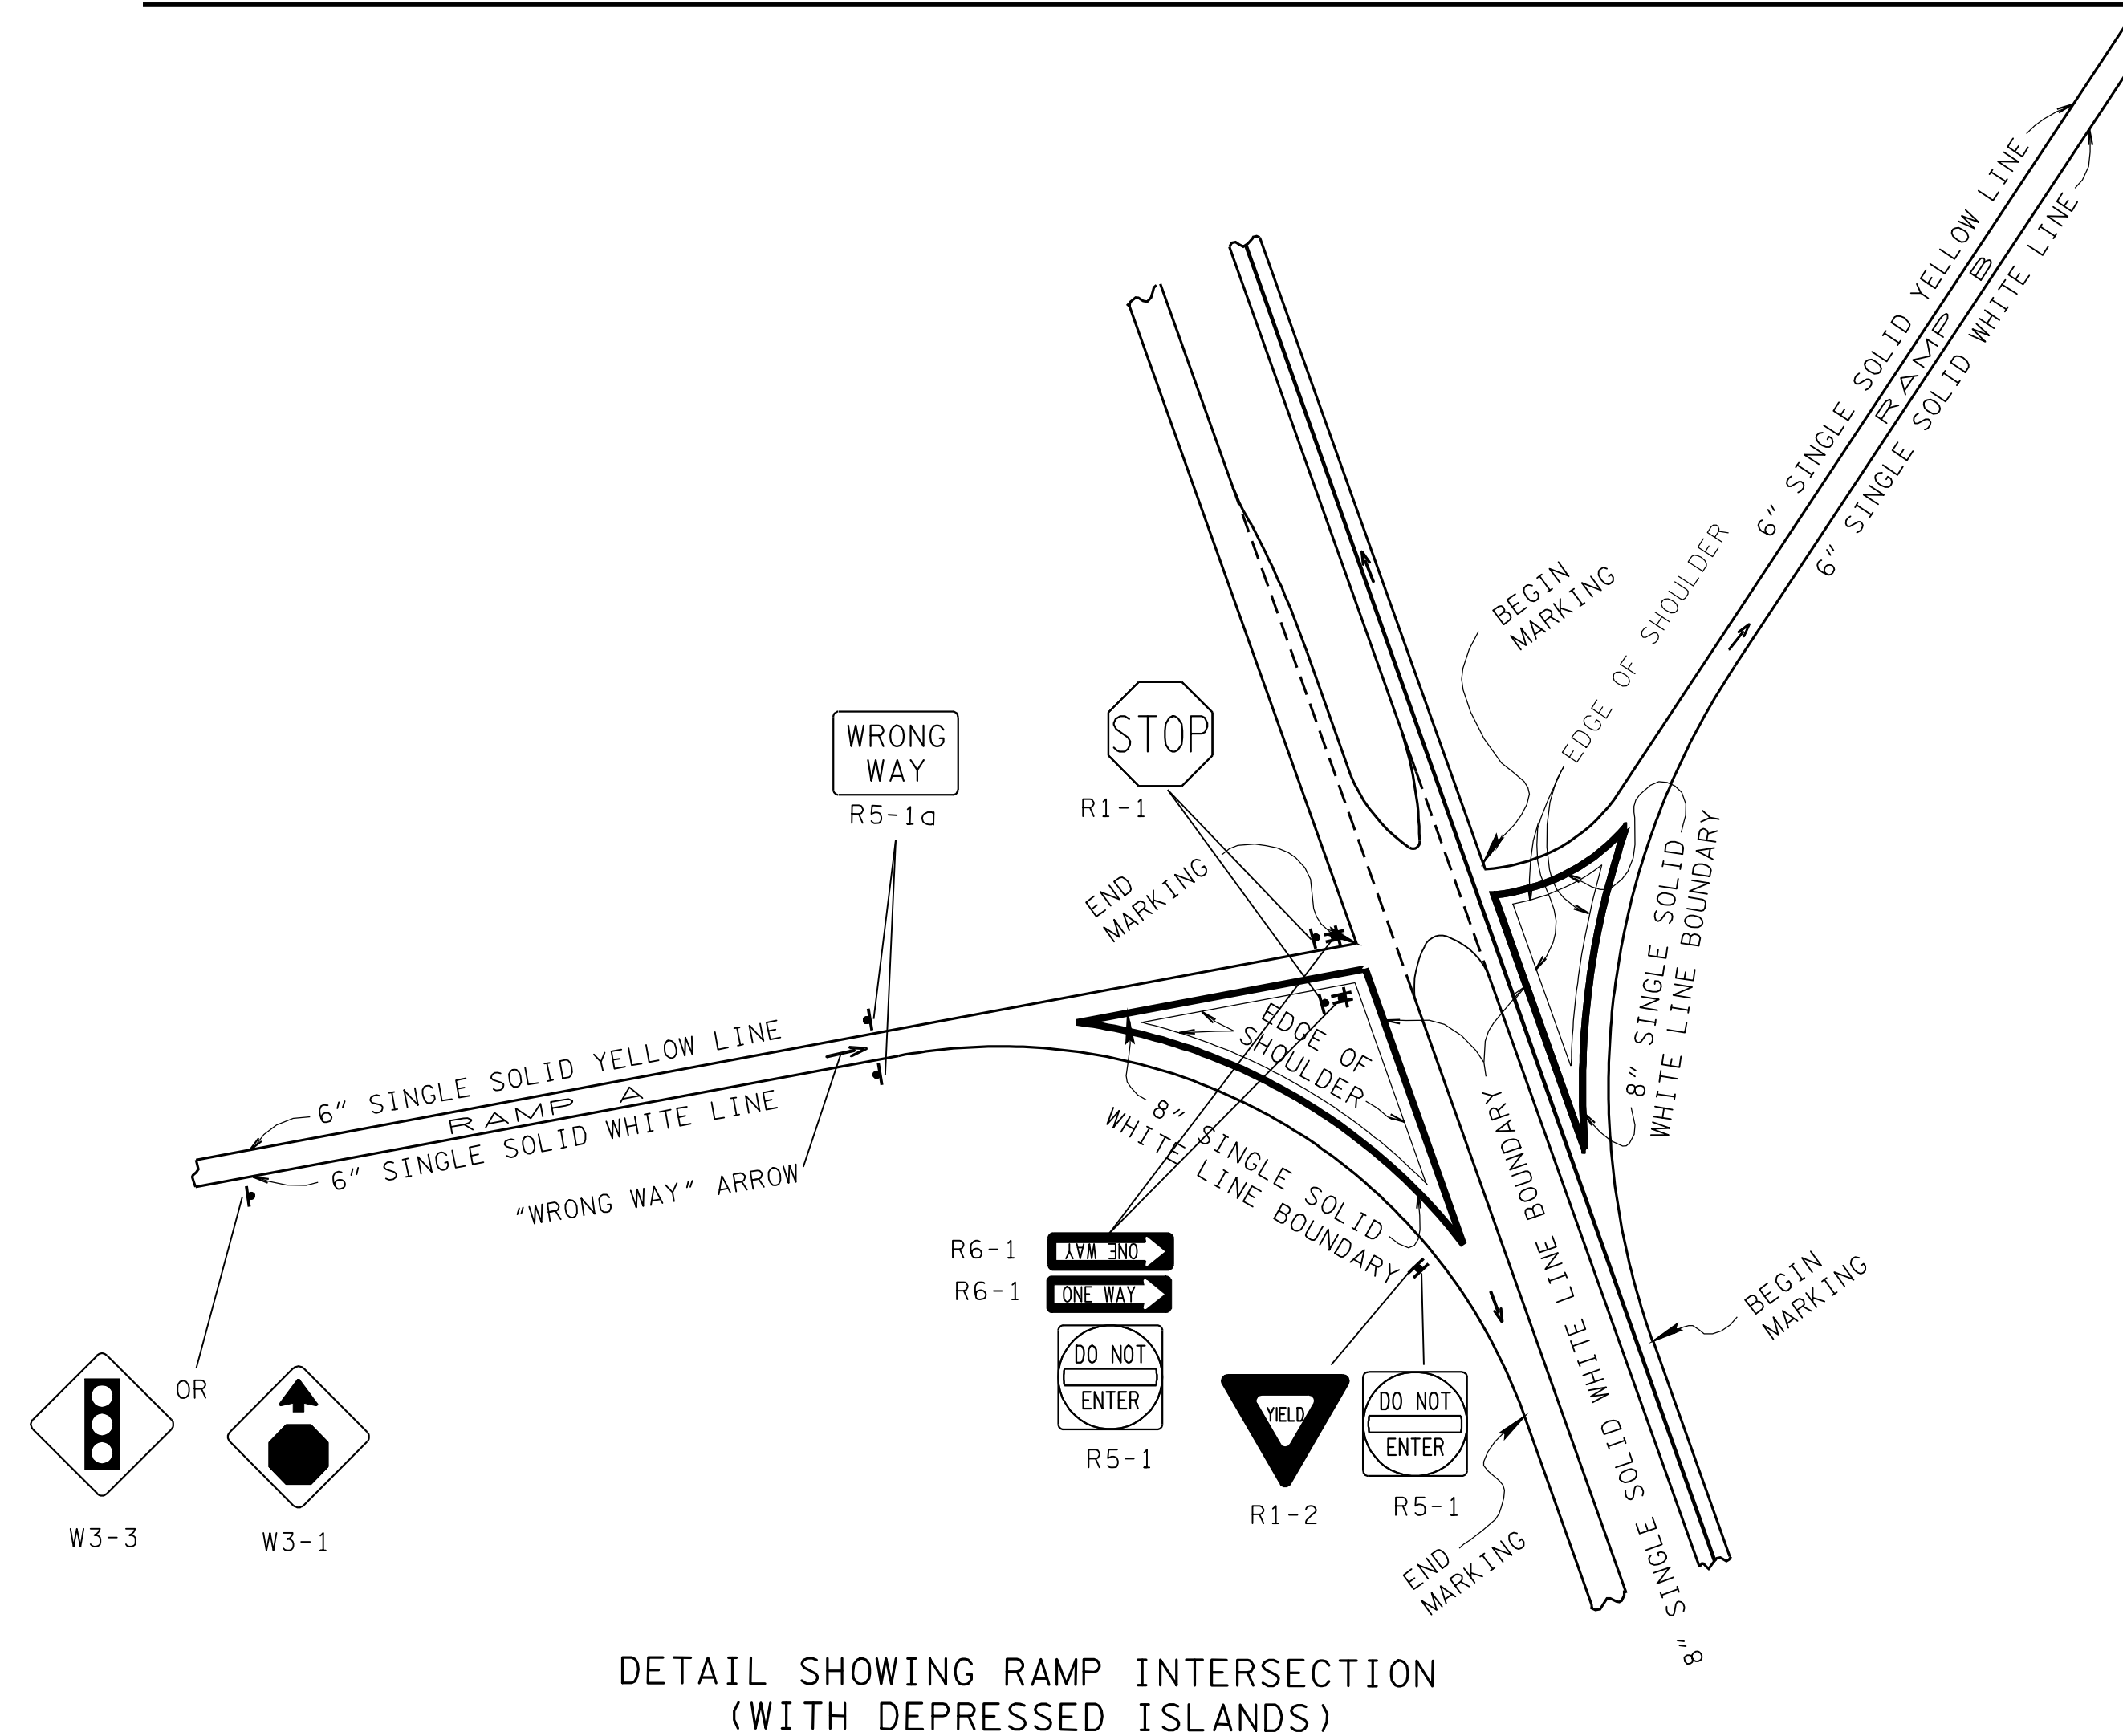 6" SINGLE SOLID YELLOW LINE
RAMP B
6" SINGLE SOLID WHITE LINE
EDGE OF SHOULDER
BEGIN
MARKING
STOP
R1-1
WRONG
WAY
R5-1a
END
MARKING
8" SINGLE SOLID
WHITE LINE BOUNDARY
6" SINGLE SOLID YELLOW LINE
RAMP A
6" SINGLE SOLID WHITE LINE
"WRONG WAY" ARROW
EDGE OF
SHOULDER
8" SINGLE SOLID
WHITE LINE BOUNDARY
8" SINGLE SOLID WHITE LINE BOUNDARY
R6-1
ONE WAY
R6-1
ONE WAY
DO NOT
ENTER
R5-1
YIELD
R1-2
DO NOT
ENTER
R5-1
BEGIN
MARKING
END
MARKING
OR
W3-3
W3-1
DETAIL SHOWING RAMP INTERSECTION
(WITH DEPRESSED ISLANDS)